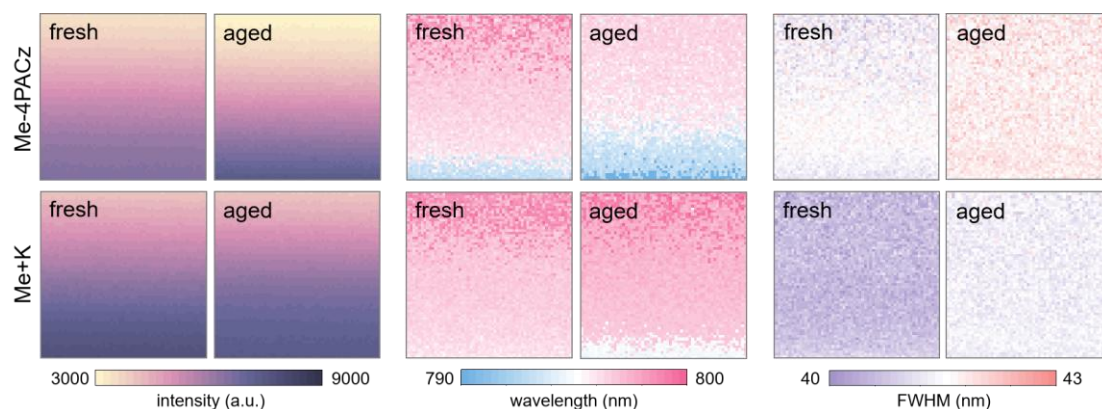 fresh aged fresh aged fresh aged
Me-4PACz
fresh aged fresh aged fresh aged
Me+K
3000 9000 790 800 40 43
intensity (a.u.) wavelength (nm) FWHM (nm)